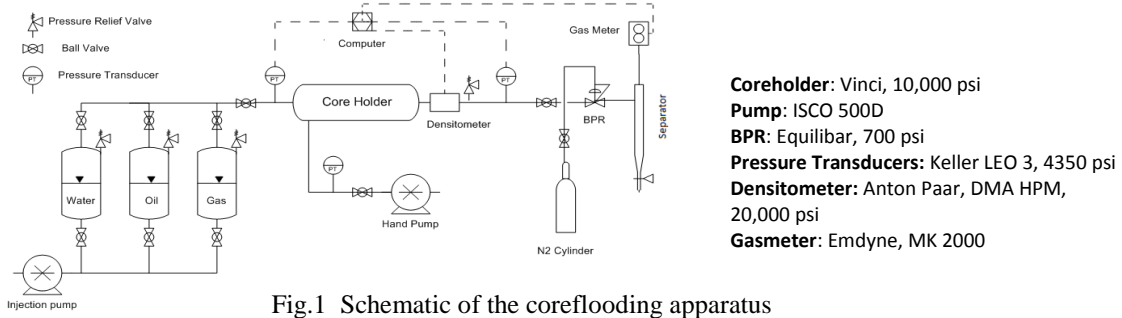 Pressure Relief Valve
Ball Valve
PT
Pressure Transducer
Computer
Gas Meter
PT
PT
Core Holder
Densitometer
BPR
Separator
Water
Oil
Gas
PT
Hand Pump
N2 Cylinder
Injection pump
Coreholder: Vinci, 10,000 psi
Pump: ISCO 500D
BPR: Equilibar, 700 psi
Pressure Transducers: Keller LEO 3, 4350 psi
Densitometer: Anton Paar, DMA HPM,
20,000 psi
Gasmeter: Emdyne, MK 2000
Fig.1 Schematic of the coreflooding apparatus